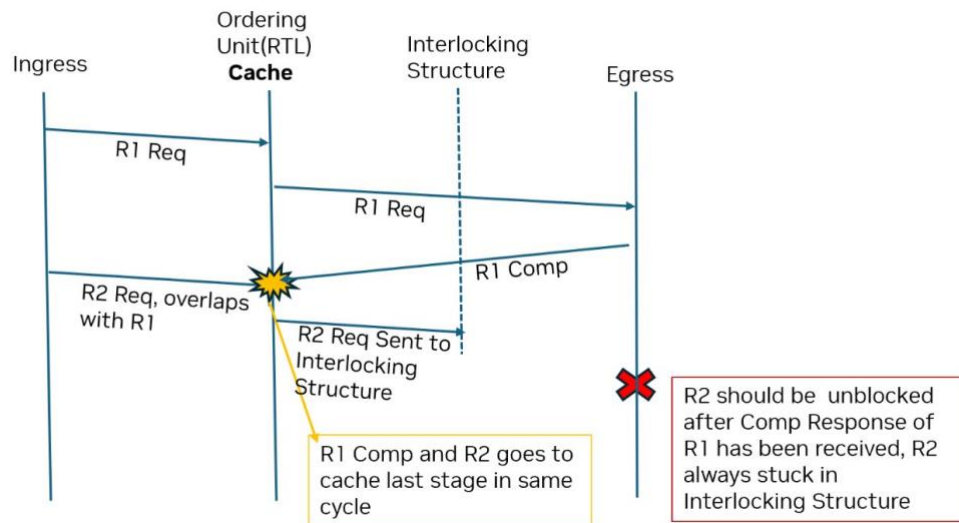 Ingress
Ordering
Unit(RTL)
Cache
Interlocking
Structure
Egress
R1 Req
R1 Req
R1 Comp
R2 Req, overlaps
with R1
R2 Req Sent to
Interlocking
Structure
R1 Comp and R2 goes to
cache last stage in same
cycle
R2 should be  unblocked
after Comp Response of
R1 has been received, R2
always stuck in
Interlocking Structure